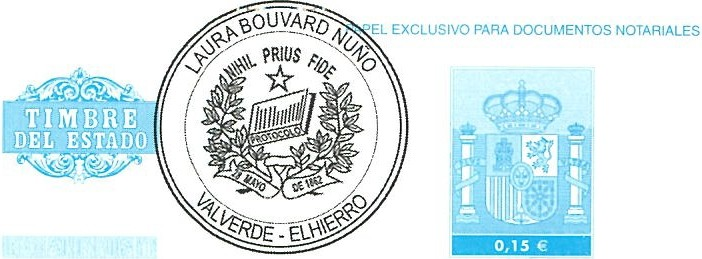 PAPEL EXCLUSIVO PARA DOCUMENTOS NOTARIALES
LAURA BOUVARD NUÑO
NIHIL PRIUS FIDE
PROTOCOLO
28 MAYO DE 1862
VALVERDE - ELHIERRO
TIMBRE
DEL ESTADO
0,15 €